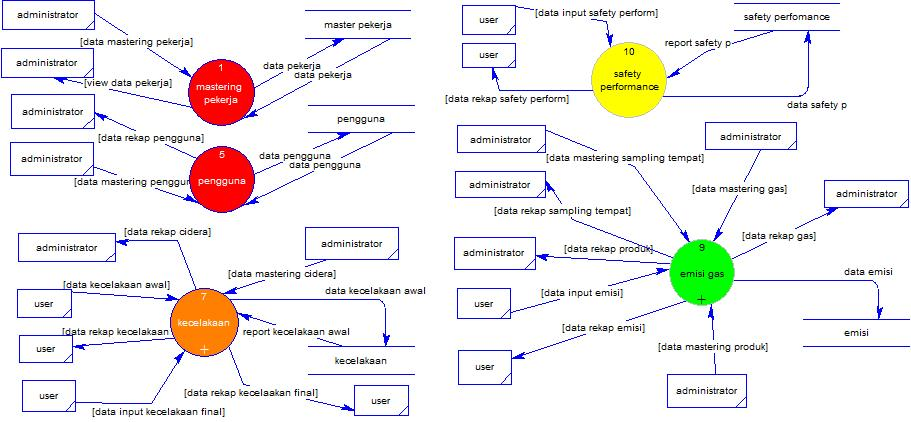 administrator
[data mastering pekerja]
master pekerja
administrator
[view data pekerja]
1
mastering
pekerja
data pekerja
data pekerja
administrator
[data rekap pengguna]
pengguna
administrator
[data mastering pengguna
5
pengguna
data pengguna
data pengguna
[data rekap cidera]
administrator
administrator
[data mastering cidera]
user
[data kecelakaan awal]
7
kecelakaan
data kecelakaan awal
report kecelakaan awal
user
[data rekap kecelakaan
kecelakaan
user
[data input kecelakaan final]
[data rekap kecelaakan final]
user
user
[data input safety perform]
safety perfomance
user
10
safety
performance
report safety p
[data rekap safety perform]
data safety p
administrator
[data mastering sampling tempat]
administrator
[data mastering gas]
administrator
[data rekap sampling tempat]
administrator
[data rekap gas]
administrator
[data rekap produk]
9
emisi gas
data emisi
user
[data input emisi]
[data rekap emisi]
emisi
user
[data mastering produk]
administrator